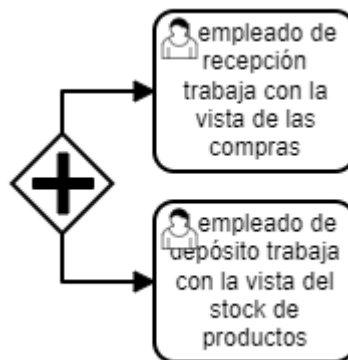 empleado de
recepción
trabaja con la
vista de las
compras
empleado de
depósito trabaja
con la vista del
stock de
productos